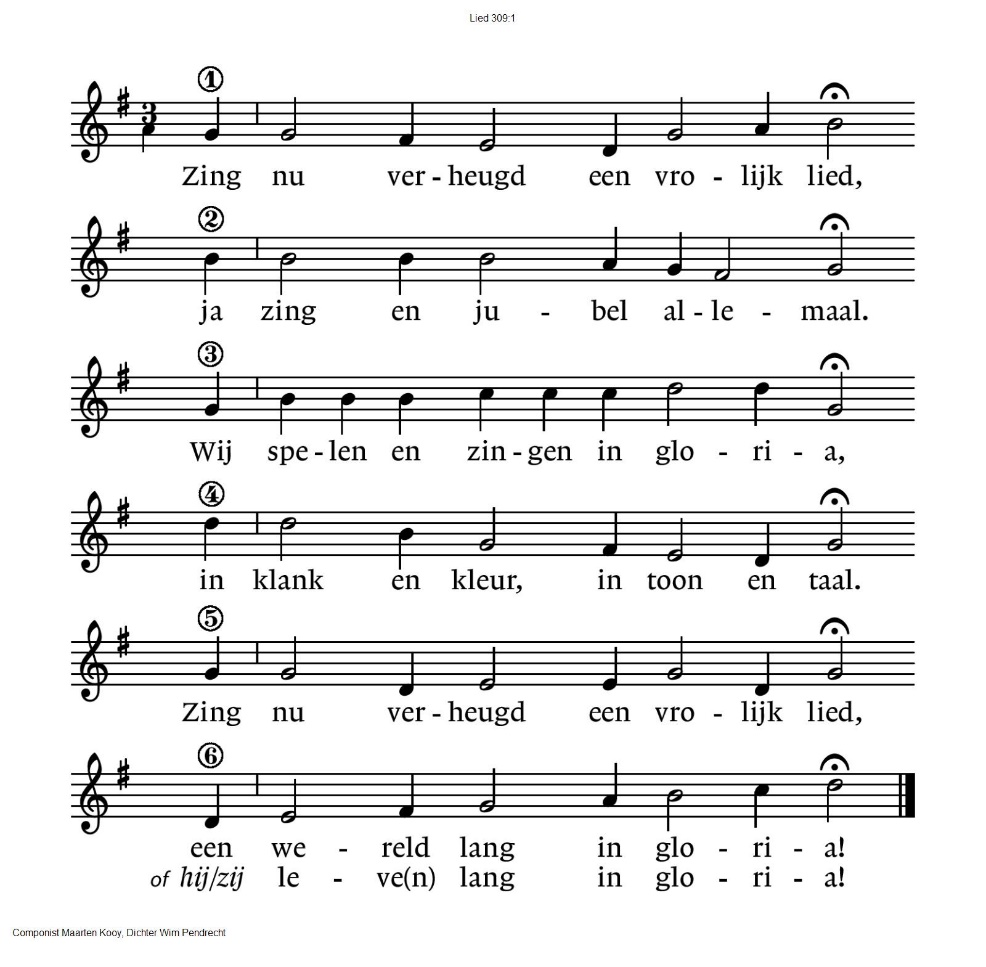 Lied 309:1
①
3
Zing nu ver - heugd een vro - lijk lied,
②
ja zing en ju - bel al - le - maal.
③
Wij spe - len en zin - gen in glo - ri - a,
④
in klank en kleur, in toon en taal.
⑤
Zing nu ver - heugd een vro - lijk lied,
⑥
een we - reld lang in glo - ri - a!
of hij/zij le - ve(n) lang in glo - ri - a!
Componist Maarten Kooy, Dichter Wim Pendrecht